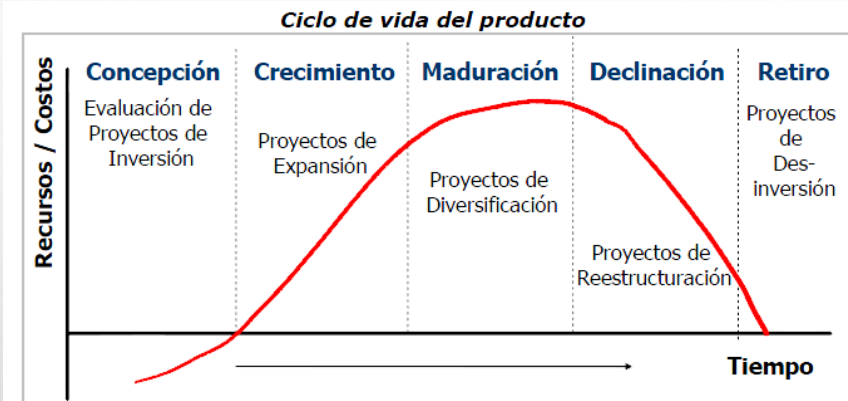 Ciclo de vida del producto
Concepción
Crecimiento
Maduración
Declinación
Retiro
Evaluación de
Proyectos de
Inversión
Proyectos de
Expansión
Proyectos de
Diversificación
Proyectos de
Reestructuración
Proyectos
de
Des-
inversión
Recursos / Costos
Tiempo